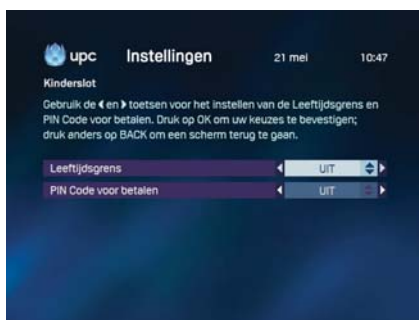 upc Instellingen 21 mei 10:47
Kinderslot
Gebruik de en toetsen voor het instellen van de Leeftijdsgrens en
PIN Code voor betalen. Druk op OK om uw keuzes te bevestigen;
druk anders op BACK om een scherm terug te gaan.
Leeftijdsgrens UIT
PIN Code voor betalen UIT